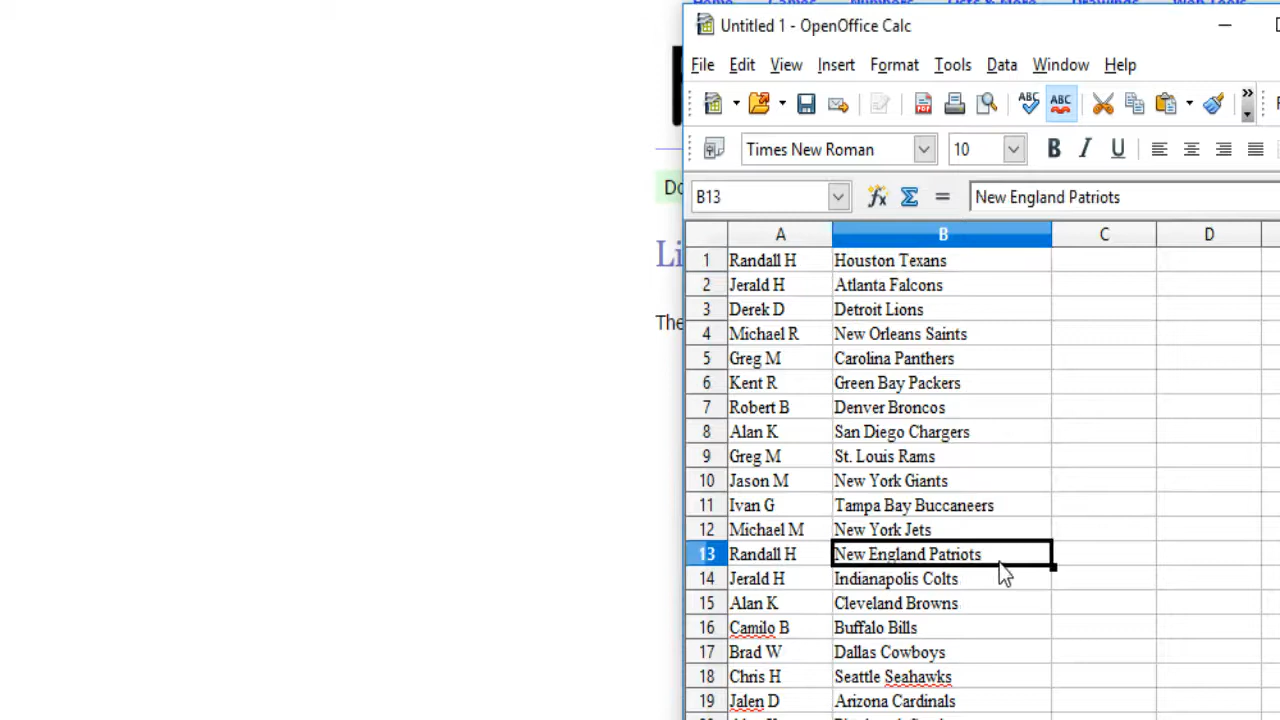 Untitled 1 - OpenOffice Calc
File Edit View Insert Format Tools Data Window Help
Times New Roman 10
B13 New England Patriots
A B C D
1 Randall H Houston Texans
2 Jerald H Atlanta Falcons
3 Derek D Detroit Lions
4 Michael R New Orleans Saints
5 Greg M Carolina Panthers
6 Kent R Green Bay Packers
7 Robert B Denver Broncos
8 Alan K San Diego Chargers
9 Greg M St. Louis Rams
10 Jason M New York Giants
11 Ivan G Tampa Bay Buccaneers
12 Michael M New York Jets
13 Randall H New England Patriots
14 Jerald H Indianapolis Colts
15 Alan K Cleveland Browns
16 Camilo B Buffalo Bills
17 Brad W Dallas Cowboys
18 Chris H Seattle Seahawks
19 Jalen D Arizona Cardinals